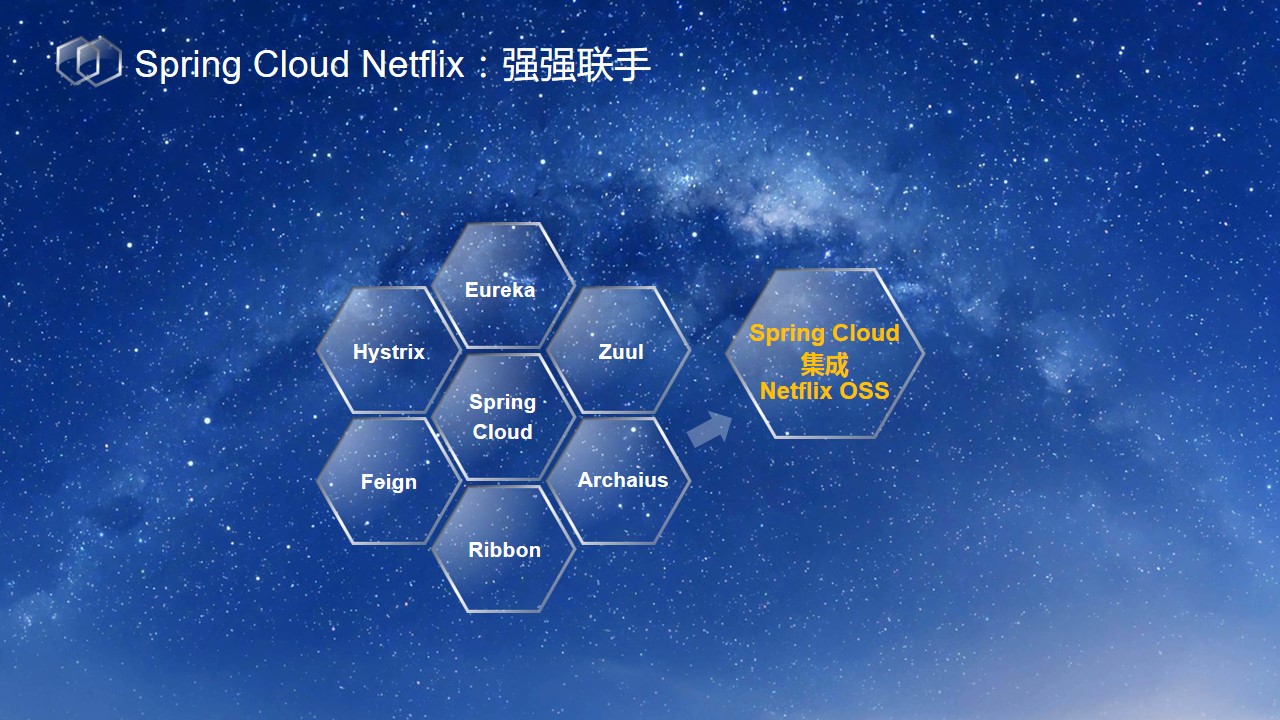 Spring Cloud Netflix：强强联手
Eureka
Hystrix
Zuul
Spring
Cloud
Feign
Archaius
Ribbon
Spring Cloud
集成
Netflix OSS